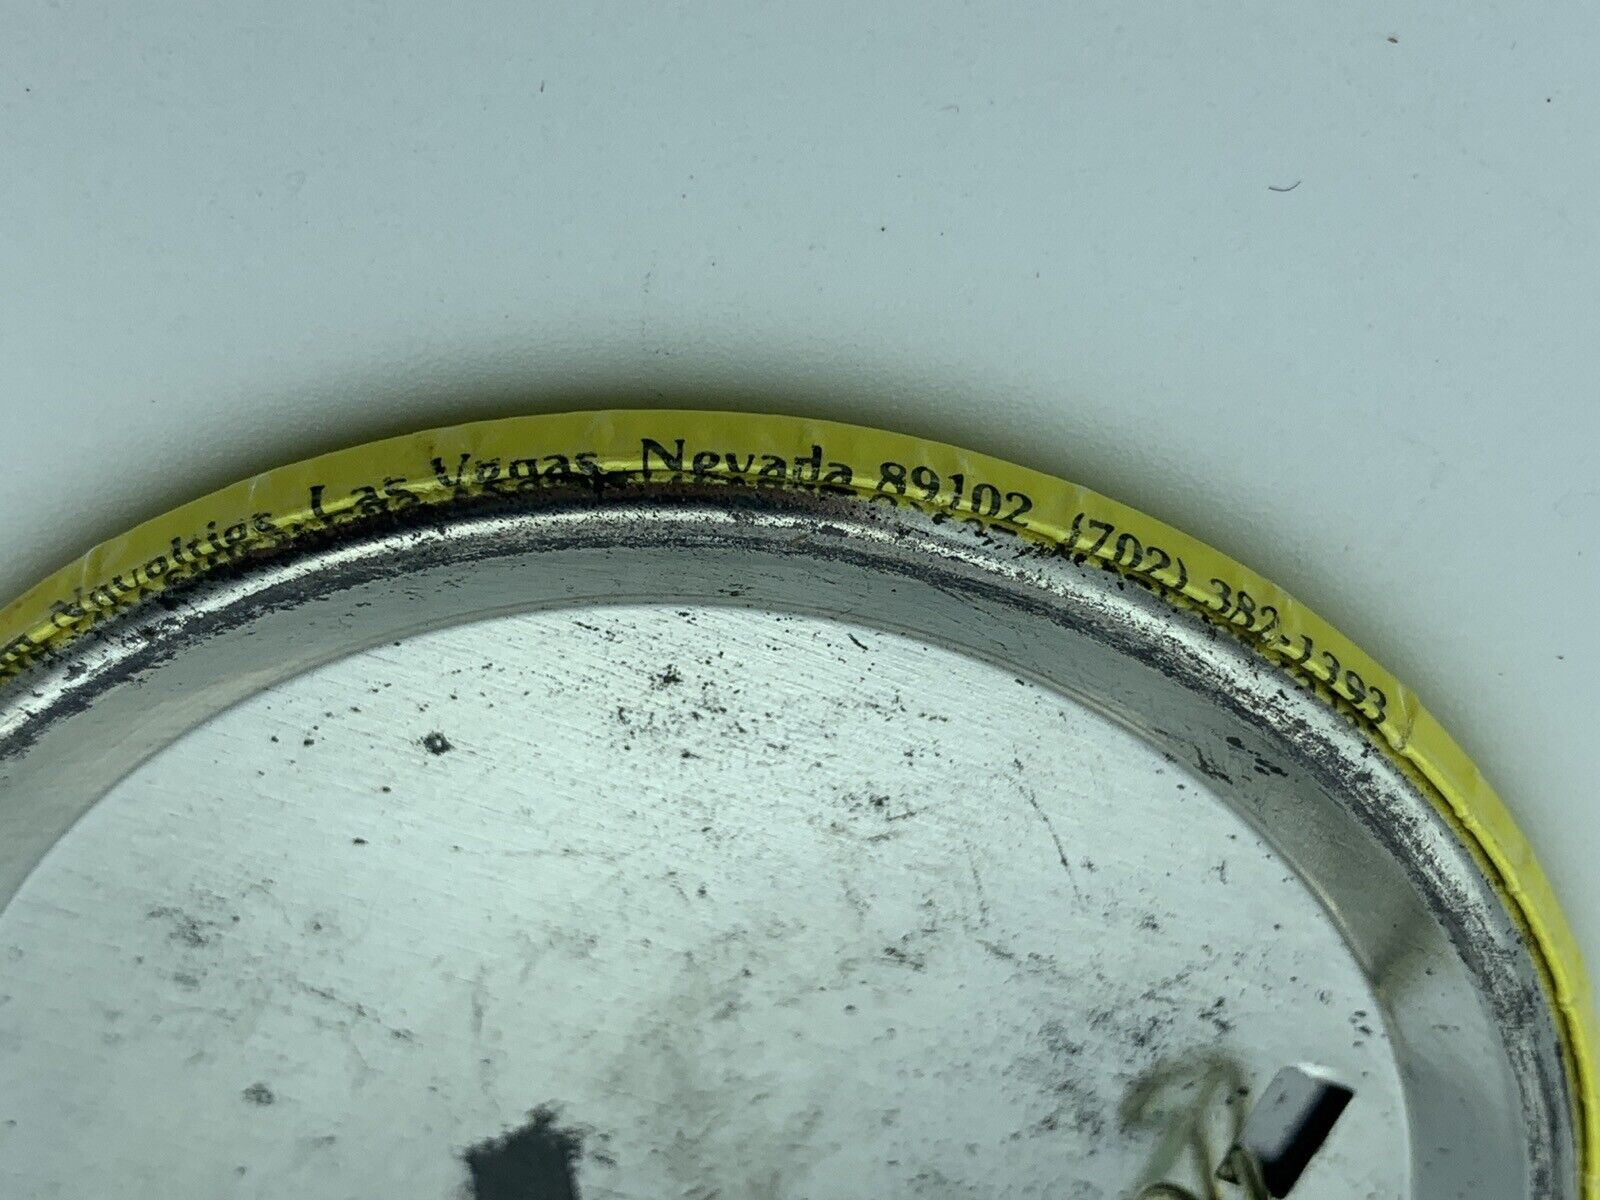 Novelties, Las Vegas, Nevada 89102 (702) 382-1393